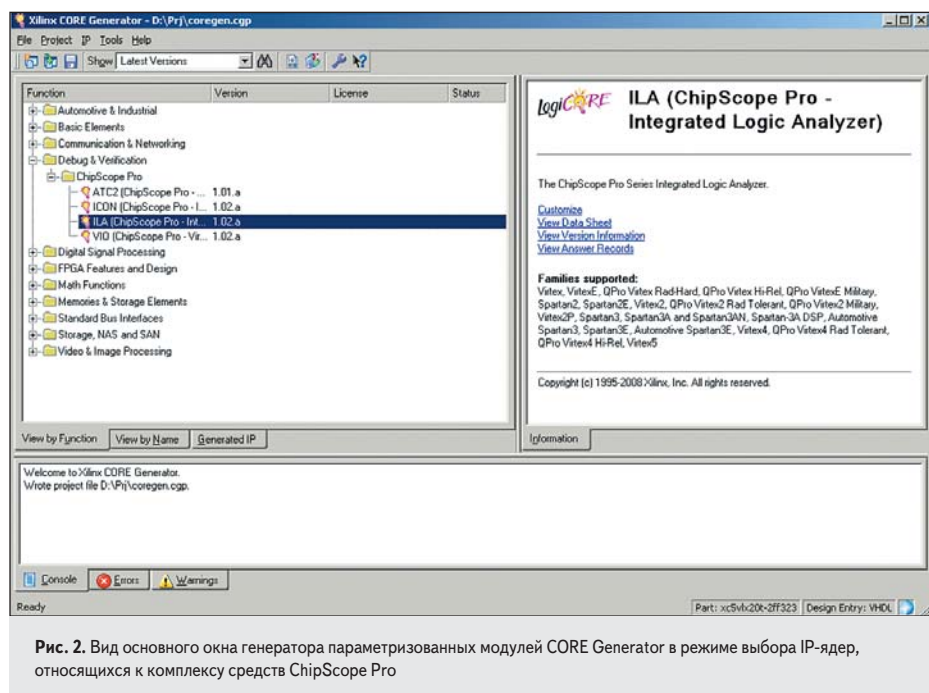 Xilinx CORE Generator - D:\Prj\coregen.cgp
File Project IP Tools Help
Show Latest Versions
Function Version License Status
Automotive & Industrial
Basic Elements
Communication & Networking
Debug & Verification
ChipScope Pro
ATC2 (ChipScope Pro - ... 1.01.a
ICON (ChipScope Pro - I... 1.02.a
ILA (ChipScope Pro - Int... 1.02.a
VIO (ChipScope Pro - Vir... 1.02.a
Digital Signal Processing
FPGA Features and Design
Math Functions
Memories & Storage Elements
Standard Bus Interfaces
Storage, NAS and SAN
Video & Image Processing
View by Function View by Name Generated IP
logiCORE
ILA (ChipScope Pro -
Integrated Logic Analyzer)
The ChipScope Pro Series Integrated Logic Analyzer.
Customize
View Data Sheet
View Version Information
View Answer Records
Families supported:
Virtex, VirtexE, QPro Virtex Rad-Hard, QPro Virtex Hi-Rel, QPro VirtexE Military,
Spartan2, Spartan2E, Virtex2, QPro Virtex2 Rad Tolerant, QPro Virtex2 Military,
Virtex2P, Spartan3, Spartan3A and Spartan3AN, Spartan-3A DSP, Automotive
Spartan3, Spartan3E, Automotive Spartan3E, Virtex4, QPro Virtex4 Rad Tolerant,
QPro Virtex4 Hi-Rel, Virtex5
Copyright (c) 1995-2008 Xilinx, Inc. All rights reserved.
Information
Welcome to Xilinx CORE Generator.
Wrote project file D:\Prj\coregen.cgp.
Console Errors Warnings
Ready
Part: xc5vlx20t-2ff323 Design Entry: VHDL
Рис. 2. Вид основного окна генератора параметризованных модулей CORE Generator в режиме выбора IP-ядер,
относящихся к комплексу средств ChipScope Pro